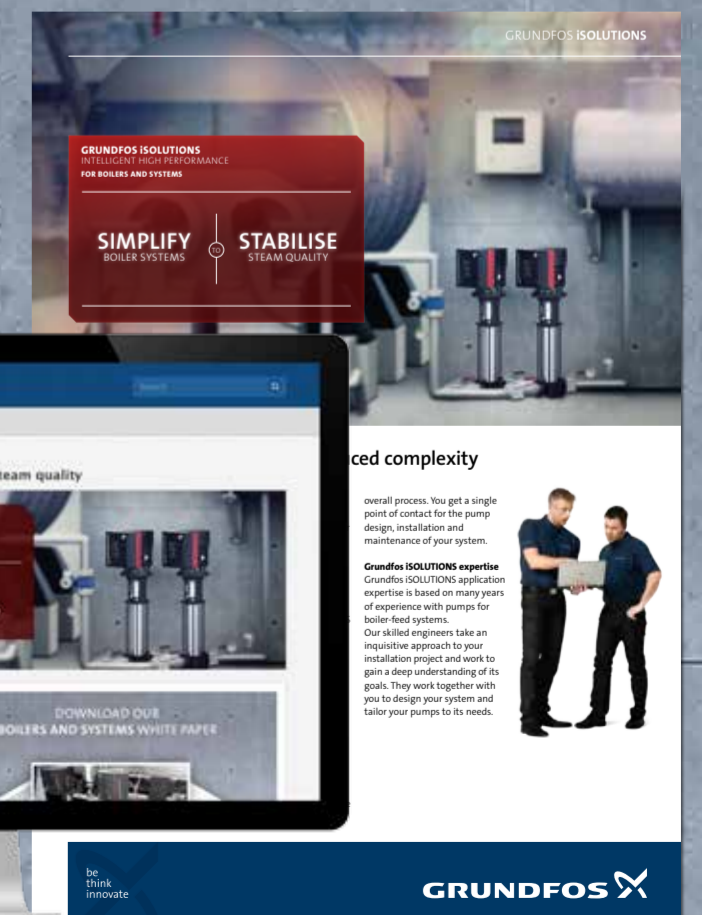 GRUNDFOS iSOLUTIONS
GRUNDFOS iSOLUTIONS
INTELLIGENT HIGH PERFORMANCE
FOR BOILERS AND SYSTEMS
SIMPLIFY TO STABILISE
BOILER SYSTEMS STEAM QUALITY
Search
team quality
DOWNLOAD OUR
BOILERS AND SYSTEMS WHITE PAPER
ced complexity
overall process. You get a single
point of contact for the pump
design, installation and
maintenance of your system.
Grundfos iSOLUTIONS expertise
Grundfos iSOLUTIONS application
expertise is based on many years
of experience with pumps for
boiler-feed systems.
Our skilled engineers take an
inquisitive approach to your
installation project and work to
gain a deep understanding of its
goals. They work together with
you to design your system and
tailor your pumps to its needs.
be
think
innovate
GRUNDFOS